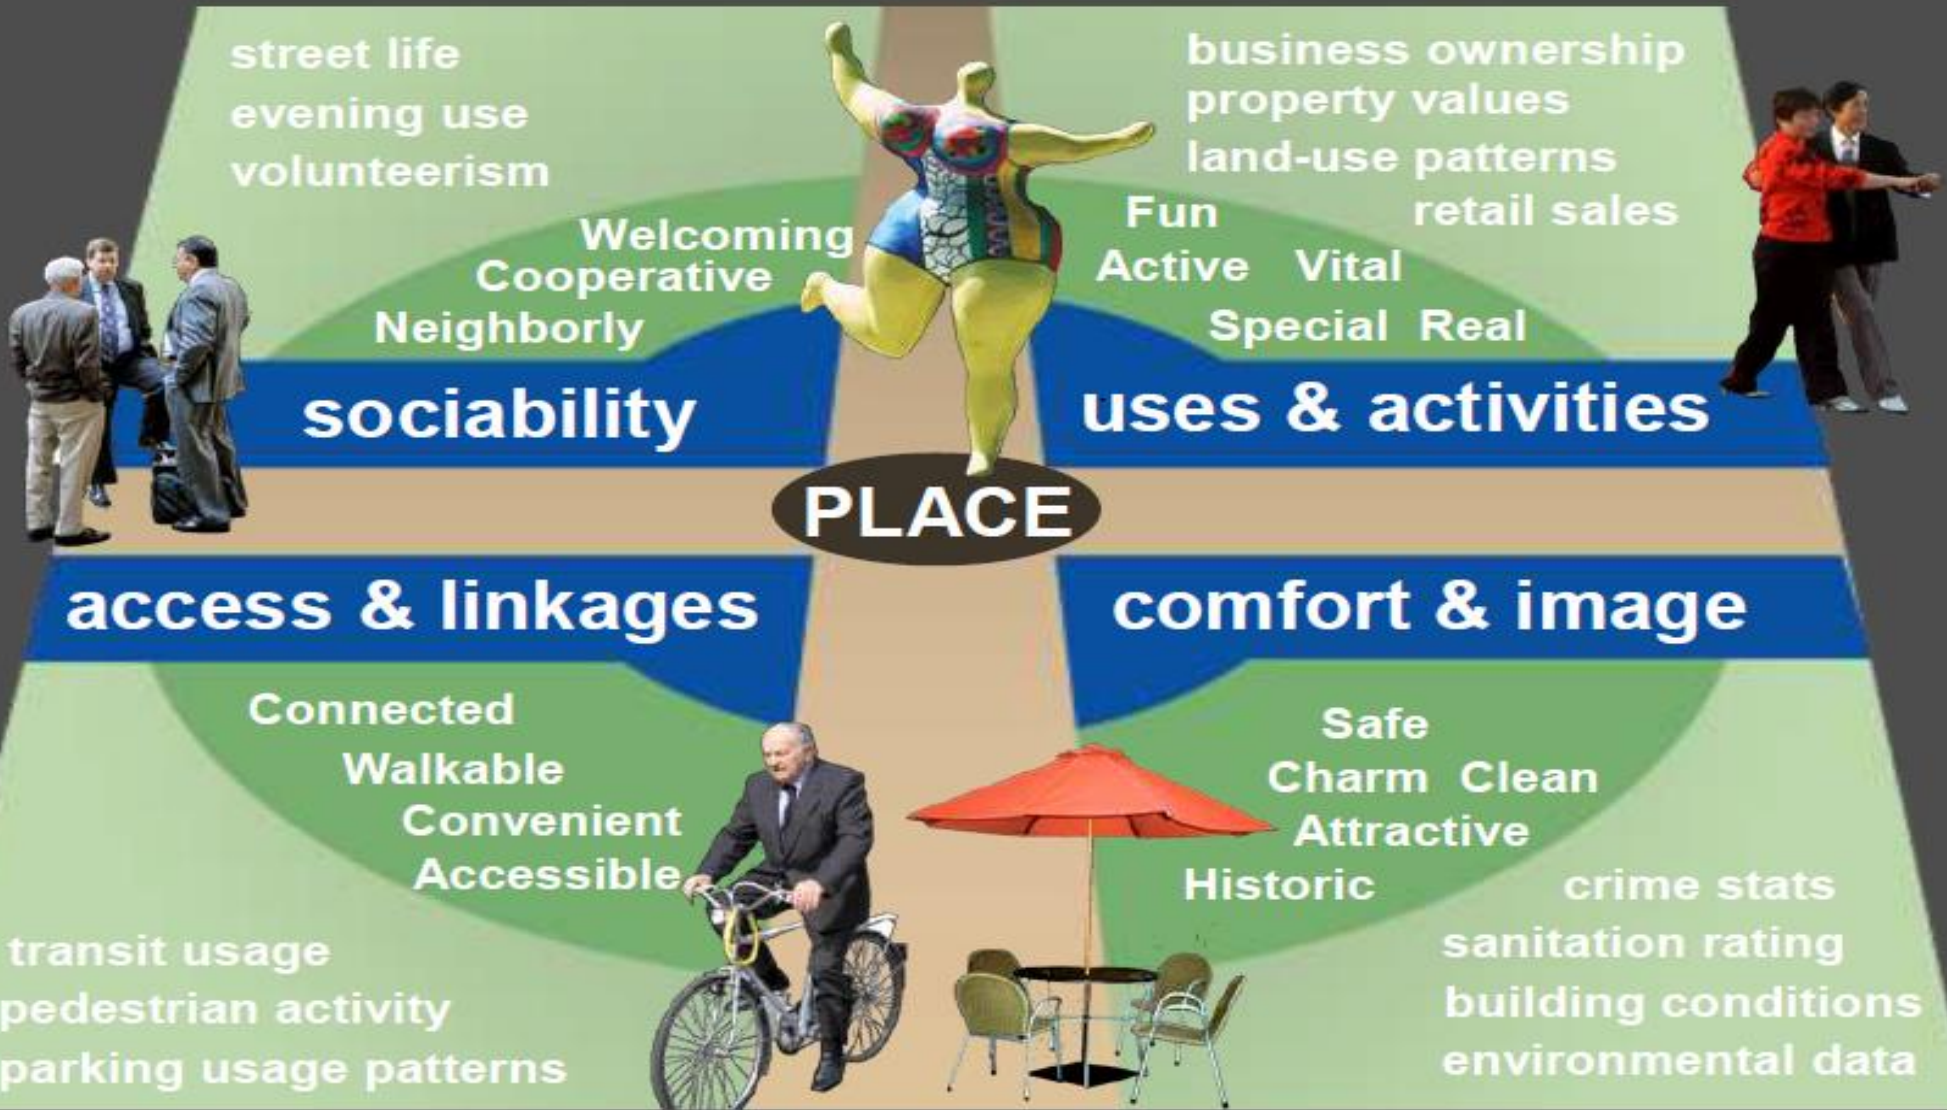 street life
evening use
volunteerism
Welcoming
Cooperative
Neighborly
sociability
business ownership
property values
land-use patterns
retail sales
Fun
Active Vital
Special Real
uses & activities
PLACE
access & linkages
Connected
Walkable
Convenient
Accessible
transit usage
pedestrian activity
parking usage patterns
comfort & image
Safe
Charm Clean
Attractive
Historic
crime stats
sanitation rating
building conditions
environmental data